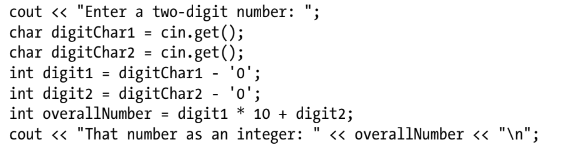 cout << "Enter a two-digit number: ";
char digitChar1 = cin.get();
char digitChar2 = cin.get();
int digit1 = digitChar1 - '0';
int digit2 = digitChar2 - '0';
int overallNumber = digit1 * 10 + digit2;
cout << "That number as an integer: " << overallNumber << "\n";